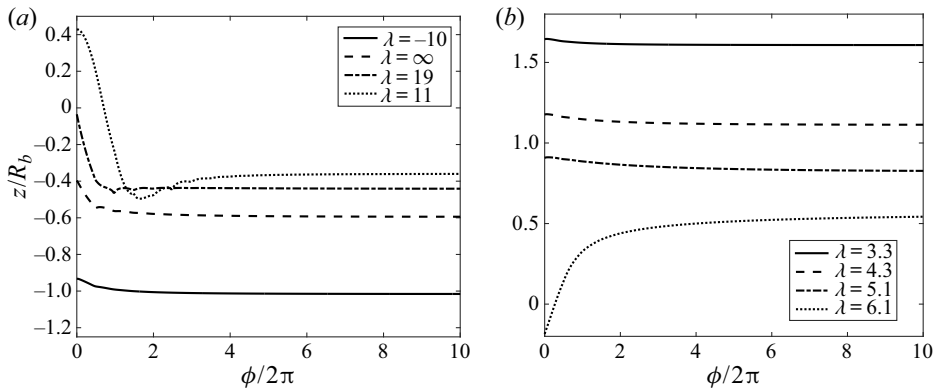 (a)
0.4
0.2
0
–0.2
–0.4
–0.6
–0.8
–1.0
–1.2
z/R_b
0 2 4 6 8 10
ϕ/2π
λ = –10
λ = ∞
λ = 19
λ = 11
(b)
1.5
1.0
0.5
0
0 2 4 6 8 10
ϕ/2π
λ = 3.3
λ = 4.3
λ = 5.1
λ = 6.1